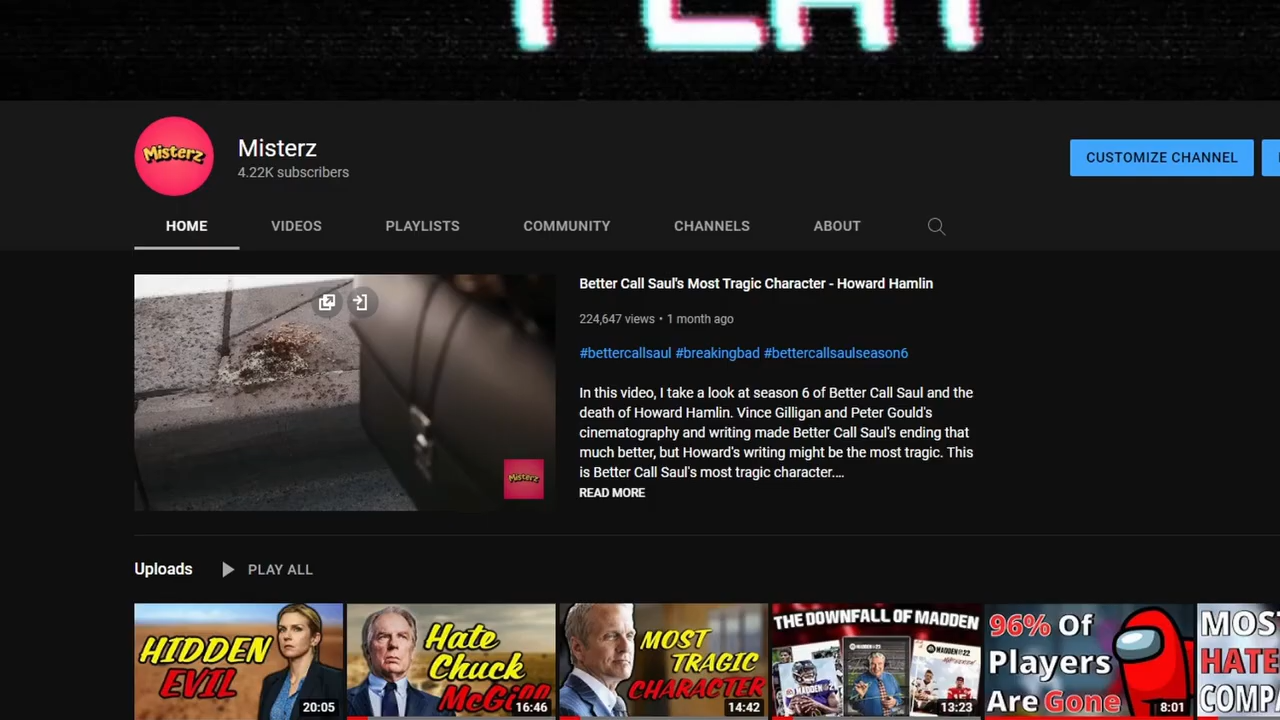 PLAY
Misterz
Misterz
4.22K subscribers
CUSTOMIZE CHANNEL
HOME
VIDEOS
PLAYLISTS
COMMUNITY
CHANNELS
ABOUT
Better Call Saul's Most Tragic Character - Howard Hamlin
224,647 views • 1 month ago
#bettercallsaul #breakingbad #bettercallsaulseason6
In this video, I take a look at season 6 of Better Call Saul and the
death of Howard Hamlin. Vince Gilligan and Peter Gould's
cinematography and writing made Better Call Saul's ending that
much better, but Howard's writing might be the most tragic. This
is Better Call Saul's most tragic character....
READ MORE
Misterz
Uploads
PLAY ALL
HIDDEN
EVIL
20:05
Hate
Chuck
McGill
16:46
MOST
TRAGIC
CHARACTER
14:42
THE DOWNFALL OF MADDEN
13:23
96% Of
Players
Are Gone
8:01
MOST
HATE
COMP